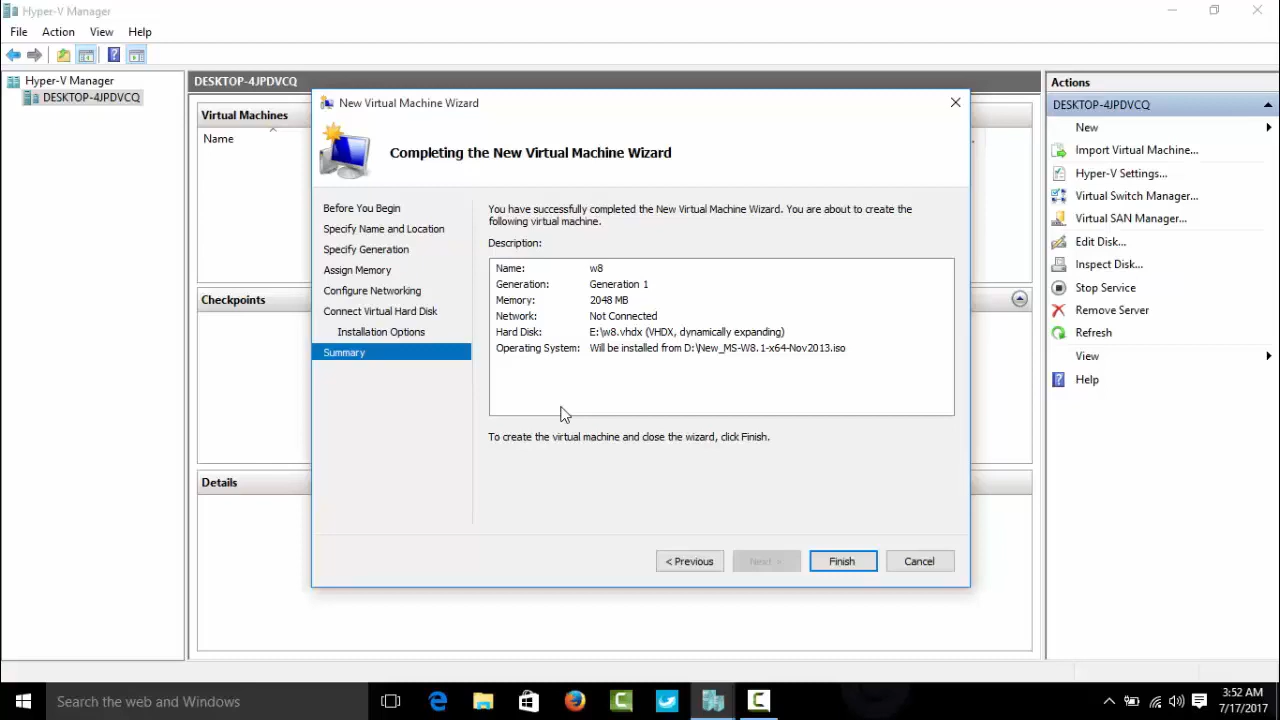 Hyper-V Manager
File Action View Help
Hyper-V Manager
DESKTOP-4JPDVCQ
DESKTOP-4JPDVCQ
Virtual Machines
Name
Checkpoints
Details
New Virtual Machine Wizard
Completing the New Virtual Machine Wizard
Before You Begin
Specify Name and Location
Specify Generation
Assign Memory
Configure Networking
Connect Virtual Hard Disk
Installation Options
Summary
You have successfully completed the New Virtual Machine Wizard. You are about to create the
following virtual machine.
Description:
Name: w8
Generation: Generation 1
Memory: 2048 MB
Network: Not Connected
Hard Disk: E:\w8.vhdx (VHDX, dynamically expanding)
Operating System: Will be installed from D:\New_MS-W8.1-x64-Nov2013.iso
To create the virtual machine and close the wizard, click Finish.
< Previous Next > Finish Cancel
Actions
DESKTOP-4JPDVCQ
New
Import Virtual Machine...
Hyper-V Settings...
Virtual Switch Manager...
Virtual SAN Manager...
Edit Disk...
Inspect Disk...
Stop Service
Remove Server
Refresh
View
Help
Search the web and Windows
3:52 AM
7/17/2017